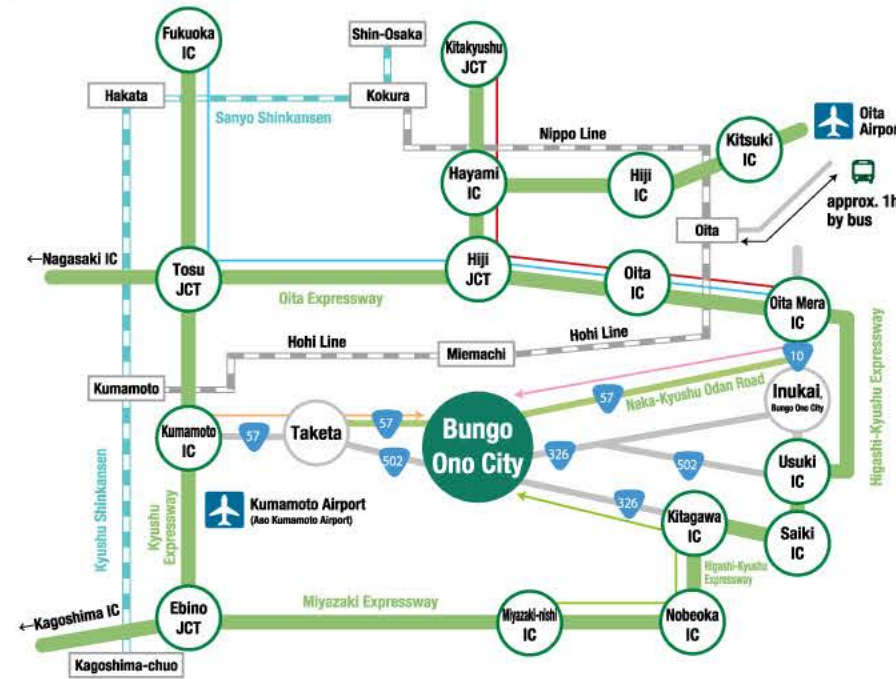 Fukuoka
IC
Shin-Osaka
Kitakyushu
JCT
Hakata
Kokura
Sanyo Shinkansen
Nippo Line
Kitsuki
IC
Oita
Airport
Hayami
IC
Hiji
IC
approx. 1h
by bus
Oita
←Nagasaki IC
Tosu
JCT
Hiji
JCT
Oita
IC
Oita Expressway
Oita Mera
IC
Hohi Line
Hohi Line
Miemachi
10
Kumamoto
57
Naka-Kyushu Odan Road
Inukai,
Bungo Ono City
Higashi-Kyushu Expressway
Kumamoto
IC
57
Taketa
57
502
Bungo
Ono City
326
502
Usuki
IC
Kyushu Shinkansen
Kyushu
Expressway
Kumamoto Airport
(Aso Kumamoto Airport)
326
Kitagawa
IC
Saiki
IC
Higashi-Kyushu
Expressway
←Kagoshima IC
Ebino
JCT
Miyazaki Expressway
Miyazaki-nishi
IC
Nobeoka
IC
Kagoshima-chuo